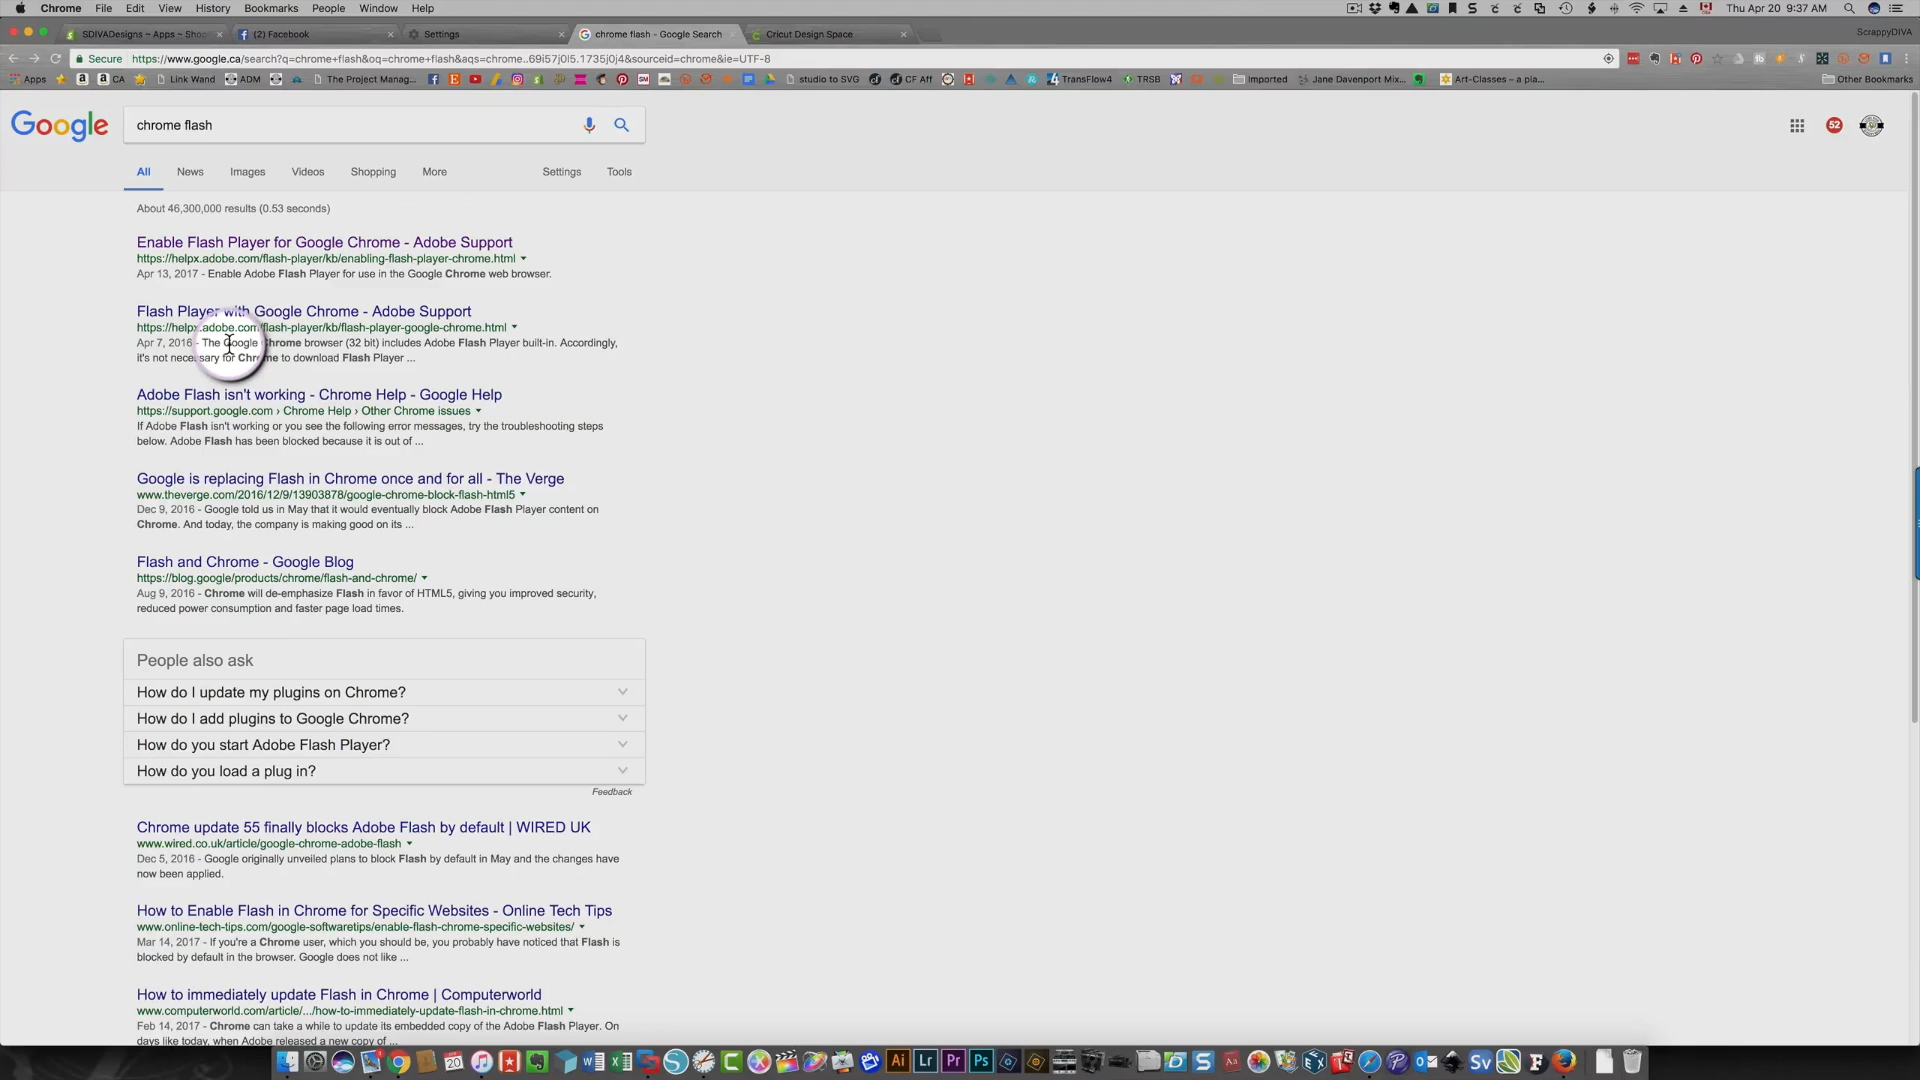 Chrome File Edit View History Bookmarks People Window Help Thu Apr 20 9:37 AM
SDIVADesigns ~ Apps ~ Shop (2) Facebook Settings chrome flash - Google Search Cricut Design Space ScrappyDIVA
Secure https://www.google.ca/search?q=chrome+flash&oq=chrome+flash&aqs=chrome..69i57j0l5.1735j0j4&sourceid=chrome&ie=UTF-8
Apps CA Link Wand ADM The Project Manag... studio to SVG CF Aff TransFlow4 TRSB Imported Jane Davenport Mix... Art-Classes – a pla... Other Bookmarks
Google chrome flash 52
All News Images Videos Shopping More Settings Tools
About 46,300,000 results (0.53 seconds)
Enable Flash Player for Google Chrome - Adobe Support
https://helpx.adobe.com/flash-player/kb/enabling-flash-player-chrome.html
Apr 13, 2017 - Enable Adobe Flash Player for use in the Google Chrome web browser.
Flash Player with Google Chrome - Adobe Support
https://helpx.adobe.com/flash-player/kb/flash-player-google-chrome.html
Apr 7, 2016 - The Google Chrome browser (32 bit) includes Adobe Flash Player built-in. Accordingly,
it's not necessary for Chrome to download Flash Player ...
Adobe Flash isn't working - Chrome Help - Google Help
https://support.google.com › Chrome Help › Other Chrome issues
If Adobe Flash isn't working or you see the following error messages, try the troubleshooting steps
below. Adobe Flash has been blocked because it is out of ...
Google is replacing Flash in Chrome once and for all - The Verge
www.theverge.com/2016/12/9/13903878/google-chrome-block-flash-html5
Dec 9, 2016 - Google told us in May that it would eventually block Adobe Flash Player content on
Chrome. And today, the company is making good on its ...
Flash and Chrome - Google Blog
https://blog.google/products/chrome/flash-and-chrome/
Aug 9, 2016 - Chrome will de-emphasize Flash in favor of HTML5, giving you improved security,
reduced power consumption and faster page load times.
People also ask
How do I update my plugins on Chrome?
How do I add plugins to Google Chrome?
How do you start Adobe Flash Player?
How do you load a plug in?
Feedback
Chrome update 55 finally blocks Adobe Flash by default | WIRED UK
www.wired.co.uk/article/google-chrome-adobe-flash
Dec 5, 2016 - Google originally unveiled plans to block Flash by default in May and the changes have
now been applied.
How to Enable Flash in Chrome for Specific Websites - Online Tech Tips
www.online-tech-tips.com/google-softwaretips/enable-flash-chrome-specific-websites/
Mar 14, 2017 - If you're a Chrome user, which you should be, you probably have noticed that Flash is
blocked by default in the browser. Google does not like ...
How to immediately update Flash in Chrome | Computerworld
www.computerworld.com/article/.../how-to-immediately-update-flash-in-chrome.html
Feb 14, 2017 - Chrome can take a while to update its embedded copy of the Adobe Flash Player. On
days like today, when Adobe released a new copy of ...
20 Ai Lr Pr Ps Aa EX Sv